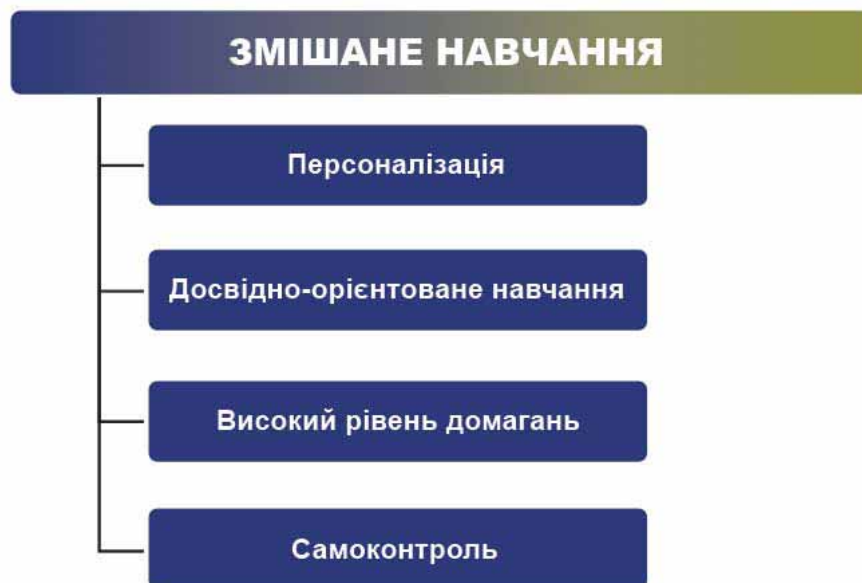 ЗМІШАНЕ НАВЧАННЯ
Персоналізація
Досвідно-орієнтоване навчання
Високий рівень домагань
Самоконтроль